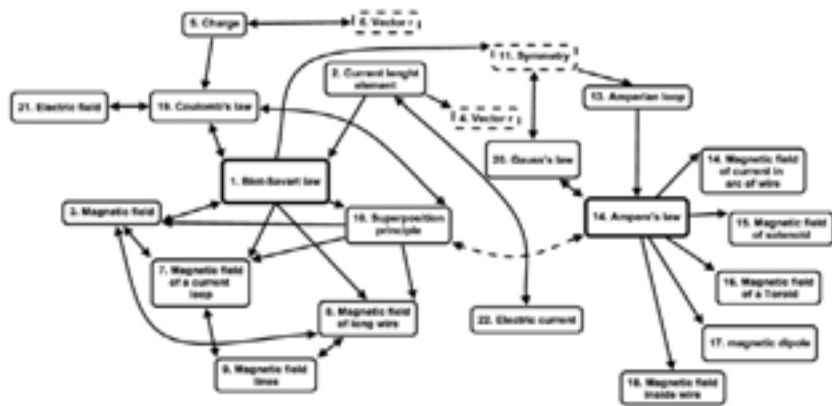 5. Charge
6. Vector r
11. Symmetry
2. Current lenght
element
21. Electric field
19. Coulomb's law
4. Vector r
13. Amperian loop
20. Gauss's law
14. Magnetic field
of current in
arc of wire
1. Biot-Savart law
3. Magnetic field
10. Superposition
principle
14. Ampere's law
15. Magnetic field
of solenoid
7. Magnetic field
of a current
loop
16. Magnetic field
of a Toroid
8. Magnetic field
of long wire
22. Electric current
17. magnetic dipole
9. Magnetic field
lines
18. Magnetic field
inside wire